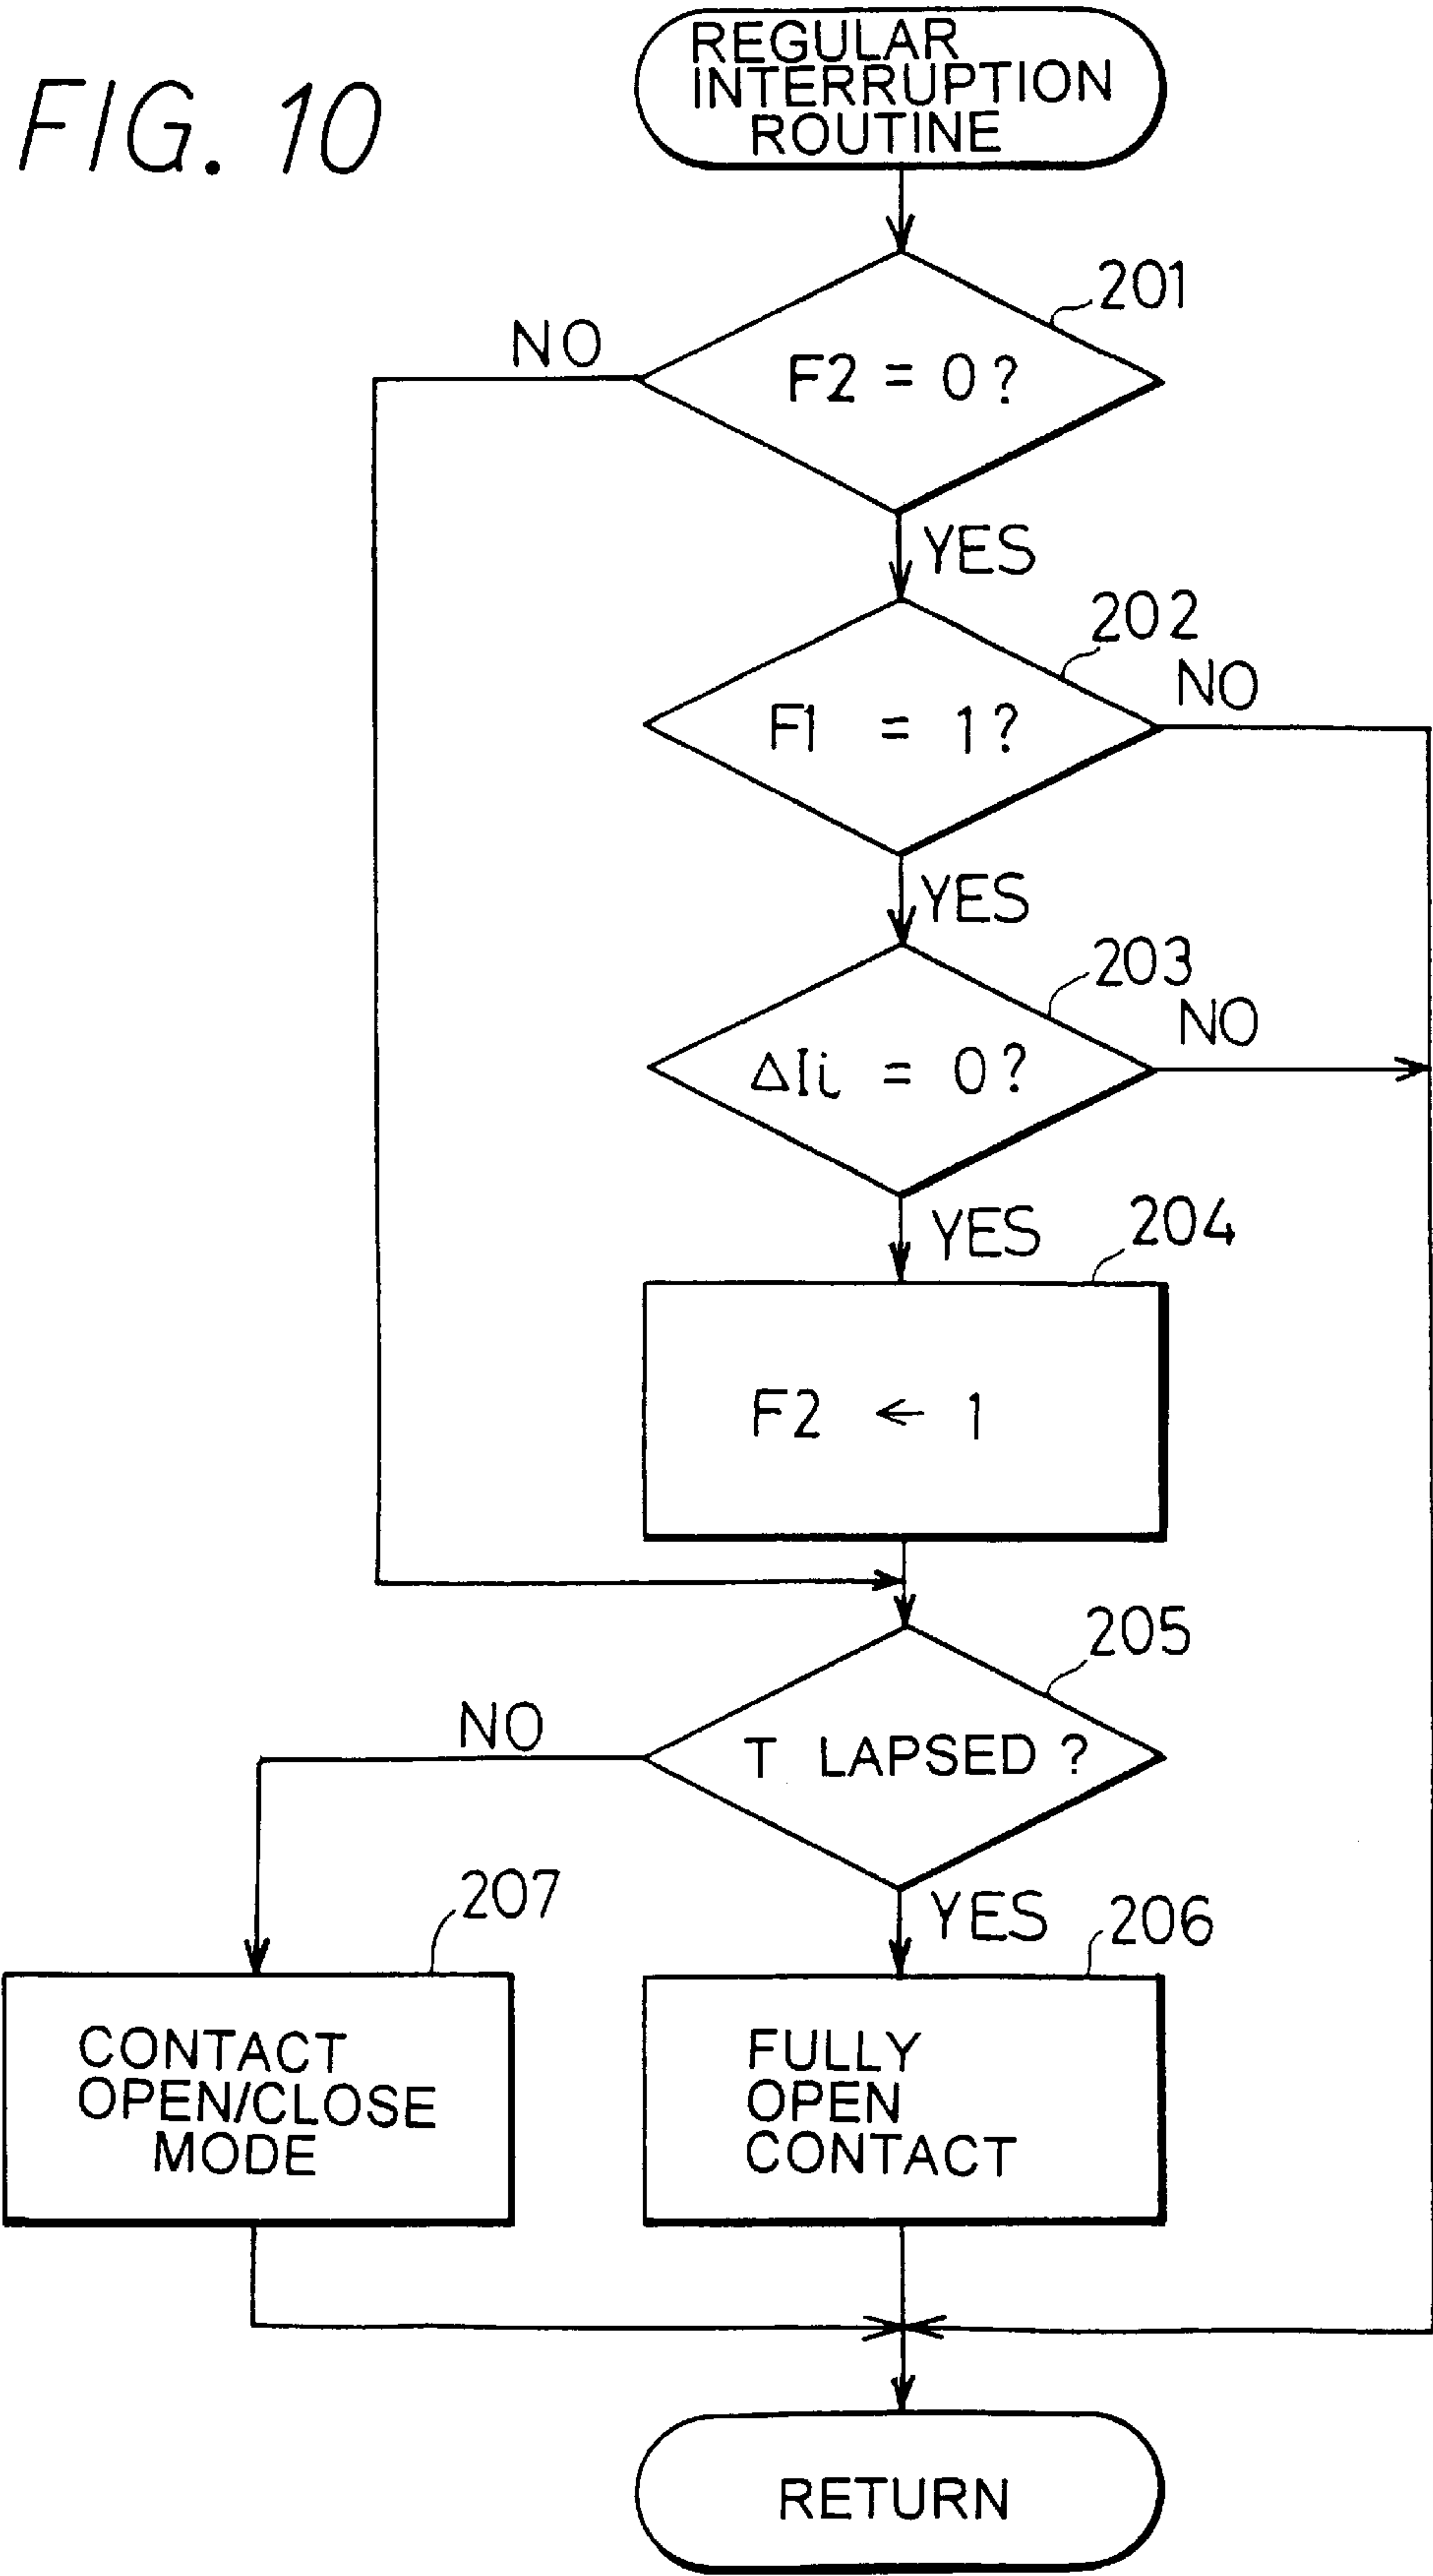 FIG. 10
REGULAR
INTERRUPTION
ROUTINE
201
NO
F2 = 0?
YES
202
NO
F1 = 1?
YES
203
NO
ΔIi = 0?
YES
204
F2 ← 1
205
NO
T LAPSED ?
207
YES
206
CONTACT
OPEN/CLOSE
MODE
FULLY
OPEN
CONTACT
RETURN